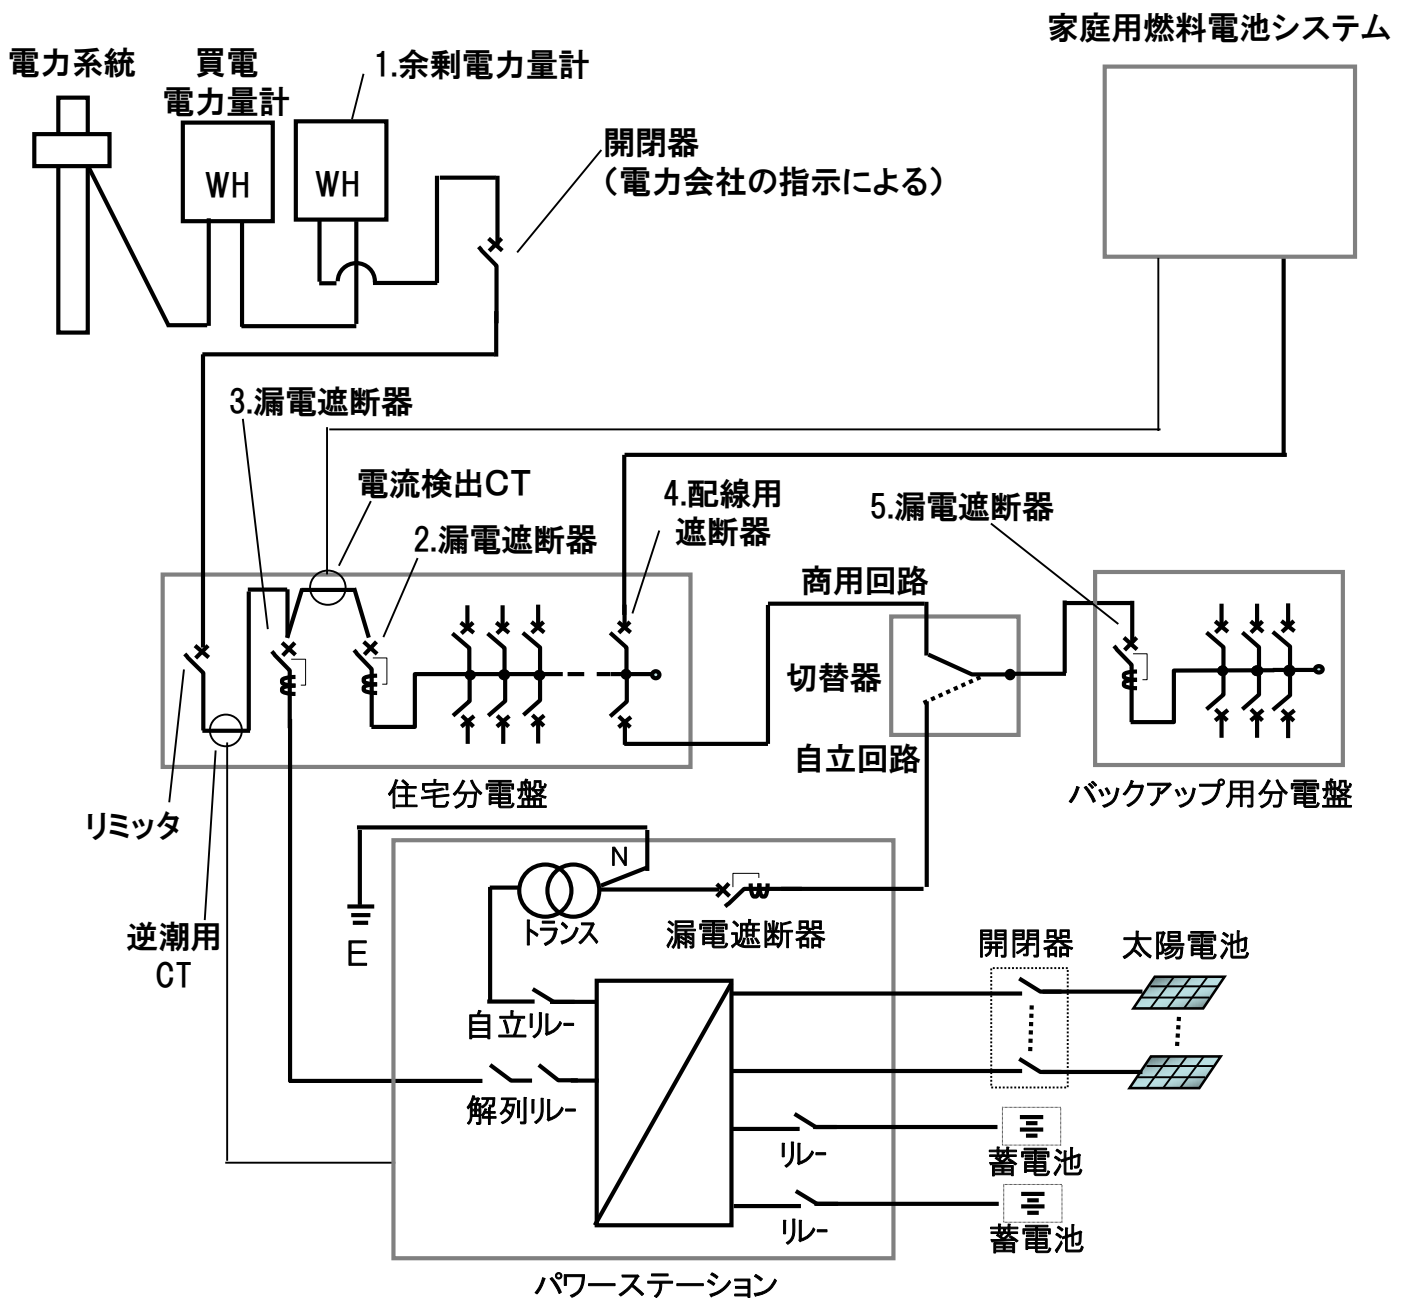 家庭用燃料電池システム
電力系統
買電
電力量計
1.余剰電力量計
WH
WH
開閉器
（電力会社の指示による）
3.漏電遮断器
電流検出CT
2.漏電遮断器
4.配線用
遮断器
5.漏電遮断器
商用回路
切替器
自立回路
住宅分電盤
バックアップ用分電盤
リミッタ
N
E
トランス
漏電遮断器
逆潮用
CT
開閉器
太陽電池
自立リレー
解列リレー
リレー
蓄電池
リレー
蓄電池
パワーステーション